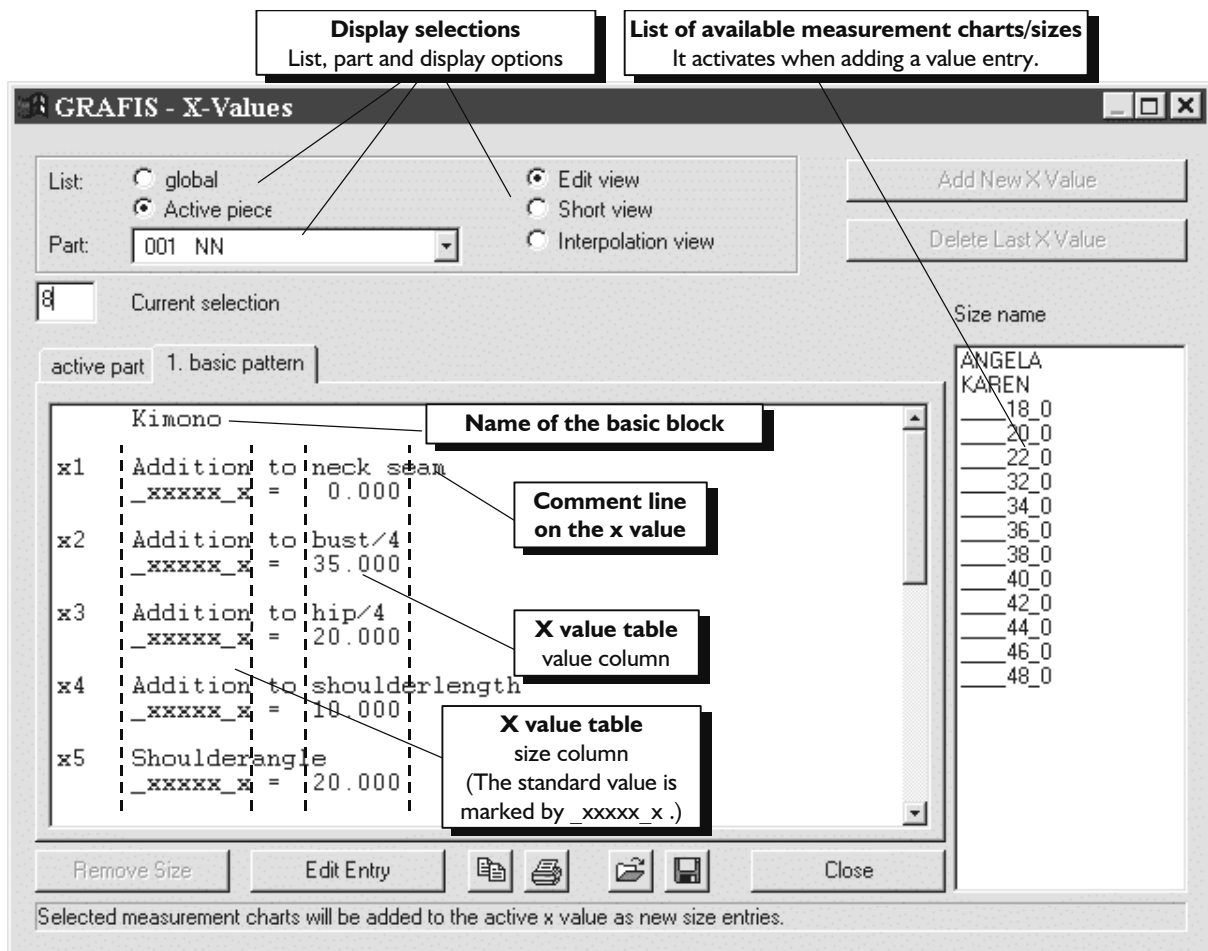 Display selections
List, part and display options
List of available measurement charts/sizes
It activates when adding a value entry.
GRAFIS - X-Values
List:
global
Active piece
Part:
001 NN
Edit view
Short view
Interpolation view
Add New X Value
Delete Last X Value
8
Current selection
Size name
active part
1. basic pattern
Kimono
Name of the basic block
x1 Addition to neck seam
_xxxxx_x = 0.000
Comment line
on the x value
x2 Addition to bust/4
_xxxxx_x = 35.000
x3 Addition to hip/4
_xxxxx_x = 20.000
X value table
value column
x4 Addition to shoulderlength
_xxxxx_x = 10.000
X value table
size column
(The standard value is
marked by _xxxxx_x .)
x5 Shoulderangle
_xxxxx_x = 20.000
ANGELA
KAREN
____18_0
____20_0
____22_0
____32_0
____34_0
____36_0
____38_0
____40_0
____42_0
____44_0
____46_0
____48_0
Remove Size
Edit Entry
Close
Selected measurement charts will be added to the active x value as new size entries.